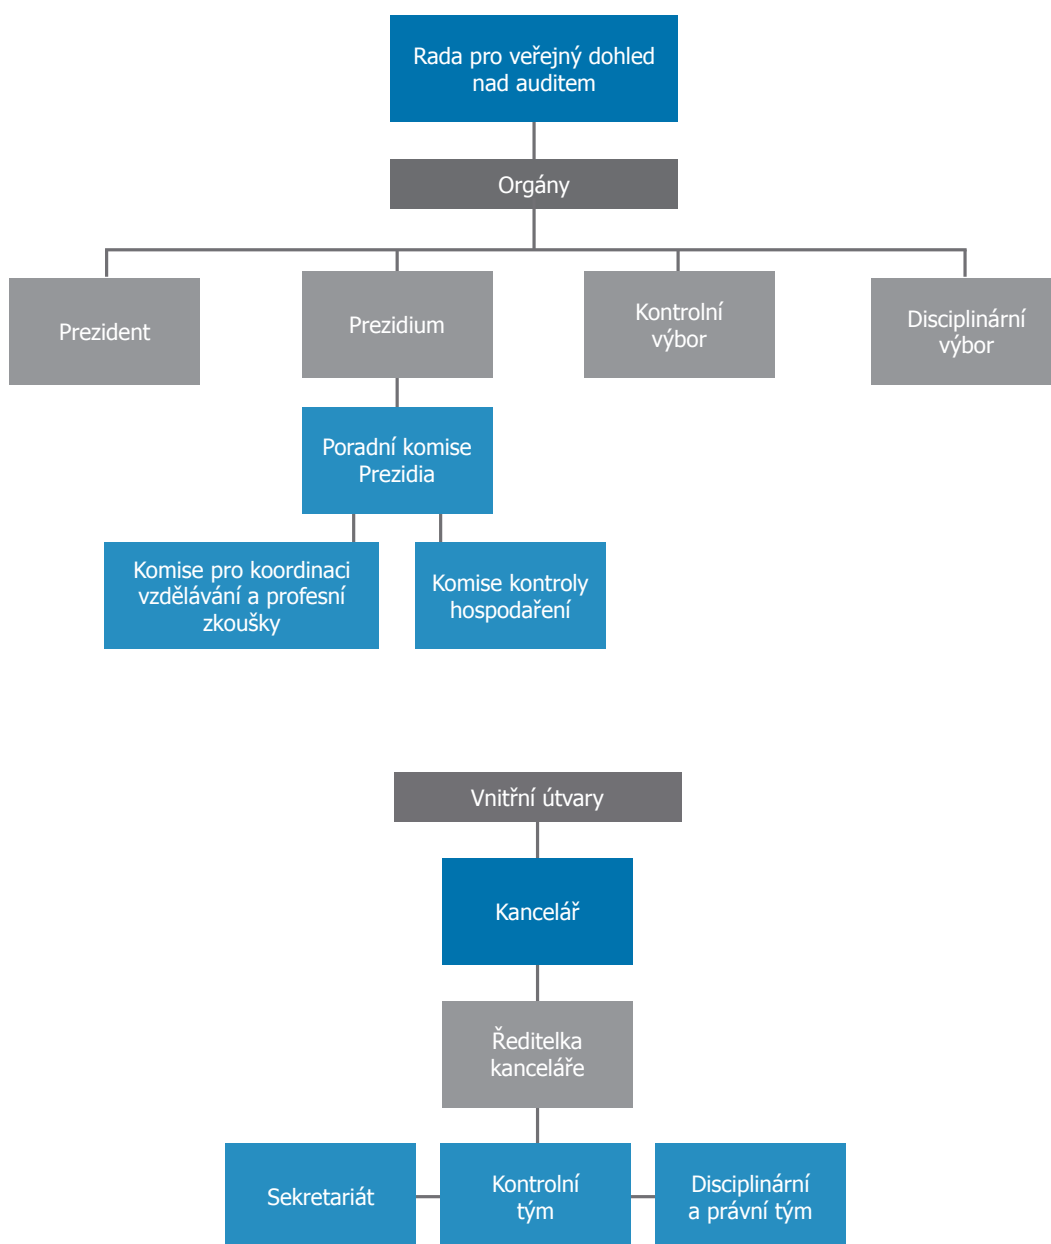 Rada pro veřejný dohled
nad auditem
Orgány
Prezident
Prezidium
Kontrolní
výbor
Disciplinární
výbor
Poradní komise
Prezidia
Komise pro koordinaci
vzdělávání a profesní
zkoušky
Komise kontroly
hospodaření
Vnitřní útvary
Kancelář
Ředitelka
kanceláře
Sekretariát
Kontrolní
tým
Disciplinární
a právní tým